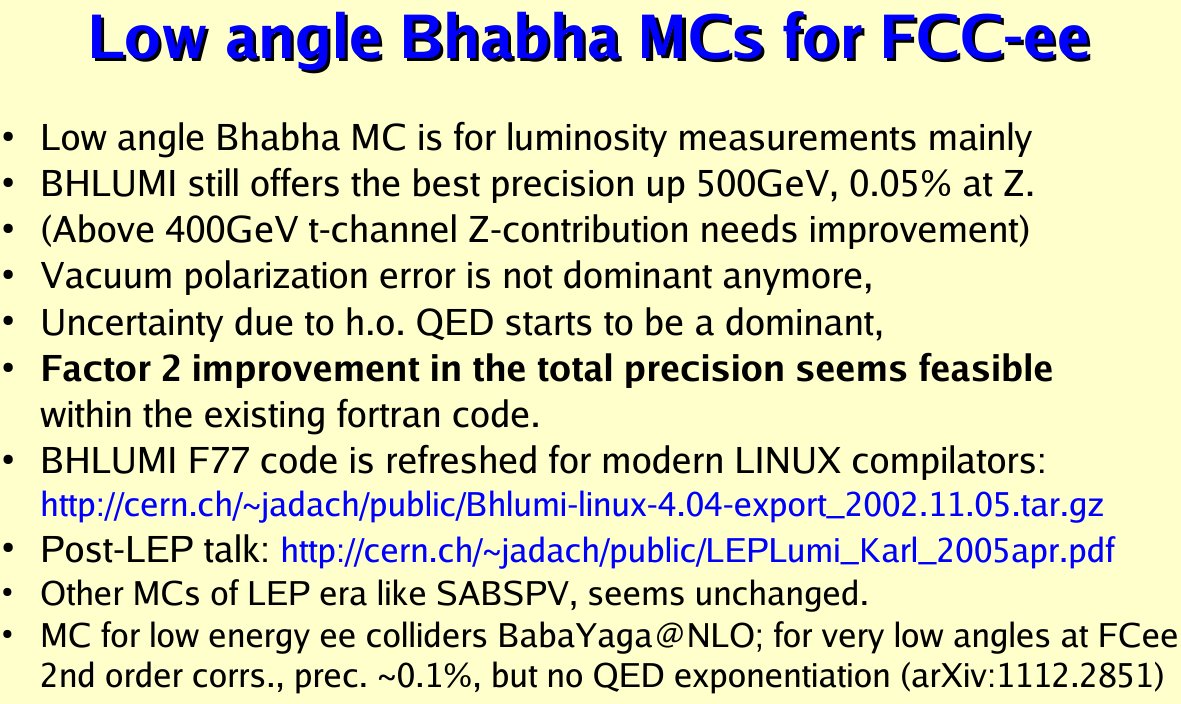 Low angle Bhabha MCs for FCC-ee
• Low angle Bhabha MC is for luminosity measurements mainly
• BHLUMI still offers the best precision up 500GeV, 0.05% at Z.
• (Above 400GeV t-channel Z-contribution needs improvement)
• Vacuum polarization error is not dominant anymore,
• Uncertainty due to h.o. QED starts to be a dominant,
• Factor 2 improvement in the total precision seems feasible
within the existing fortran code.
• BHLUMI F77 code is refreshed for modern LINUX compilators:
http://cern.ch/~jadach/public/Bhlumi-linux-4.04-export_2002.11.05.tar.gz
• Post-LEP talk: http://cern.ch/~jadach/public/LEPLumi_Karl_2005apr.pdf
• Other MCs of LEP era like SABSPV, seems unchanged.
• MC for low energy ee colliders BabaYaga@NLO; for very low angles at FCee
2nd order corrs., prec. ~0.1%, but no QED exponentiation (arXiv:1112.2851)